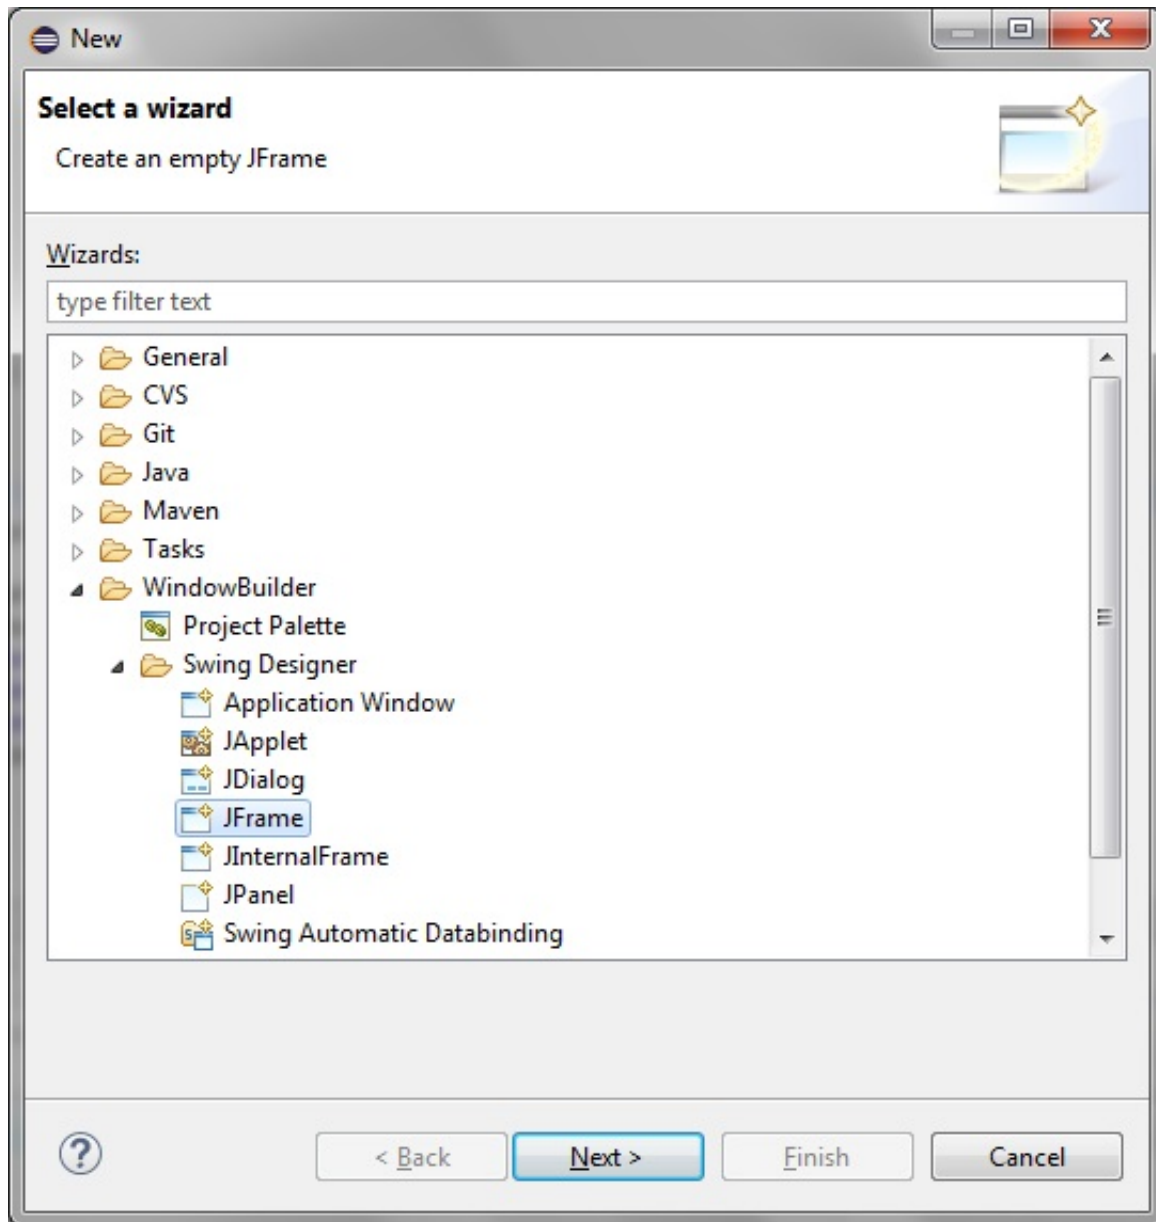 New
Select a wizard
Create an empty JFrame
Wizards:
type filter text
General
CVS
Git
Java
Maven
Tasks
WindowBuilder
Project Palette
Swing Designer
Application Window
JApplet
JDialog
JFrame
JInternalFrame
JPanel
Swing Automatic Databinding
< Back Next > Finish Cancel